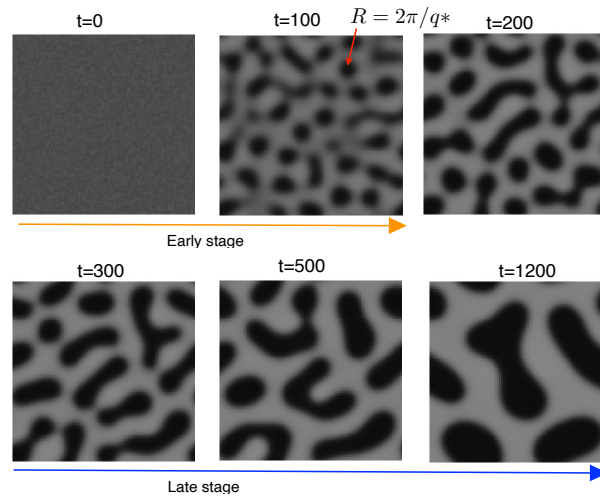 R = 2π/q*
t=0
t=100
t=200
Early stage
t=300
t=500
t=1200
Late stage